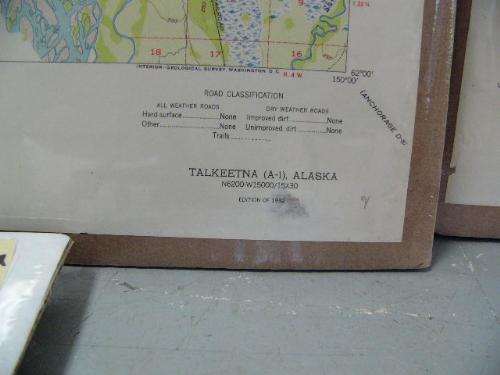 9
18
17
16
T. 22 N.
INTERIOR-GEOLOGICAL SURVEY, WASHINGTON D.C.
R. 4 W.
62°00'
150°00'
(ANCHORAGE D-8)
ROAD CLASSIFICATION
ALL WEATHER ROADS DRY WEATHER ROADS
Hard-surface None Improved dirt None
Other None Unimproved dirt None
Trails
TALKEETNA (A-1), ALASKA
N6200-W15000/15X30
EDITION OF 1952